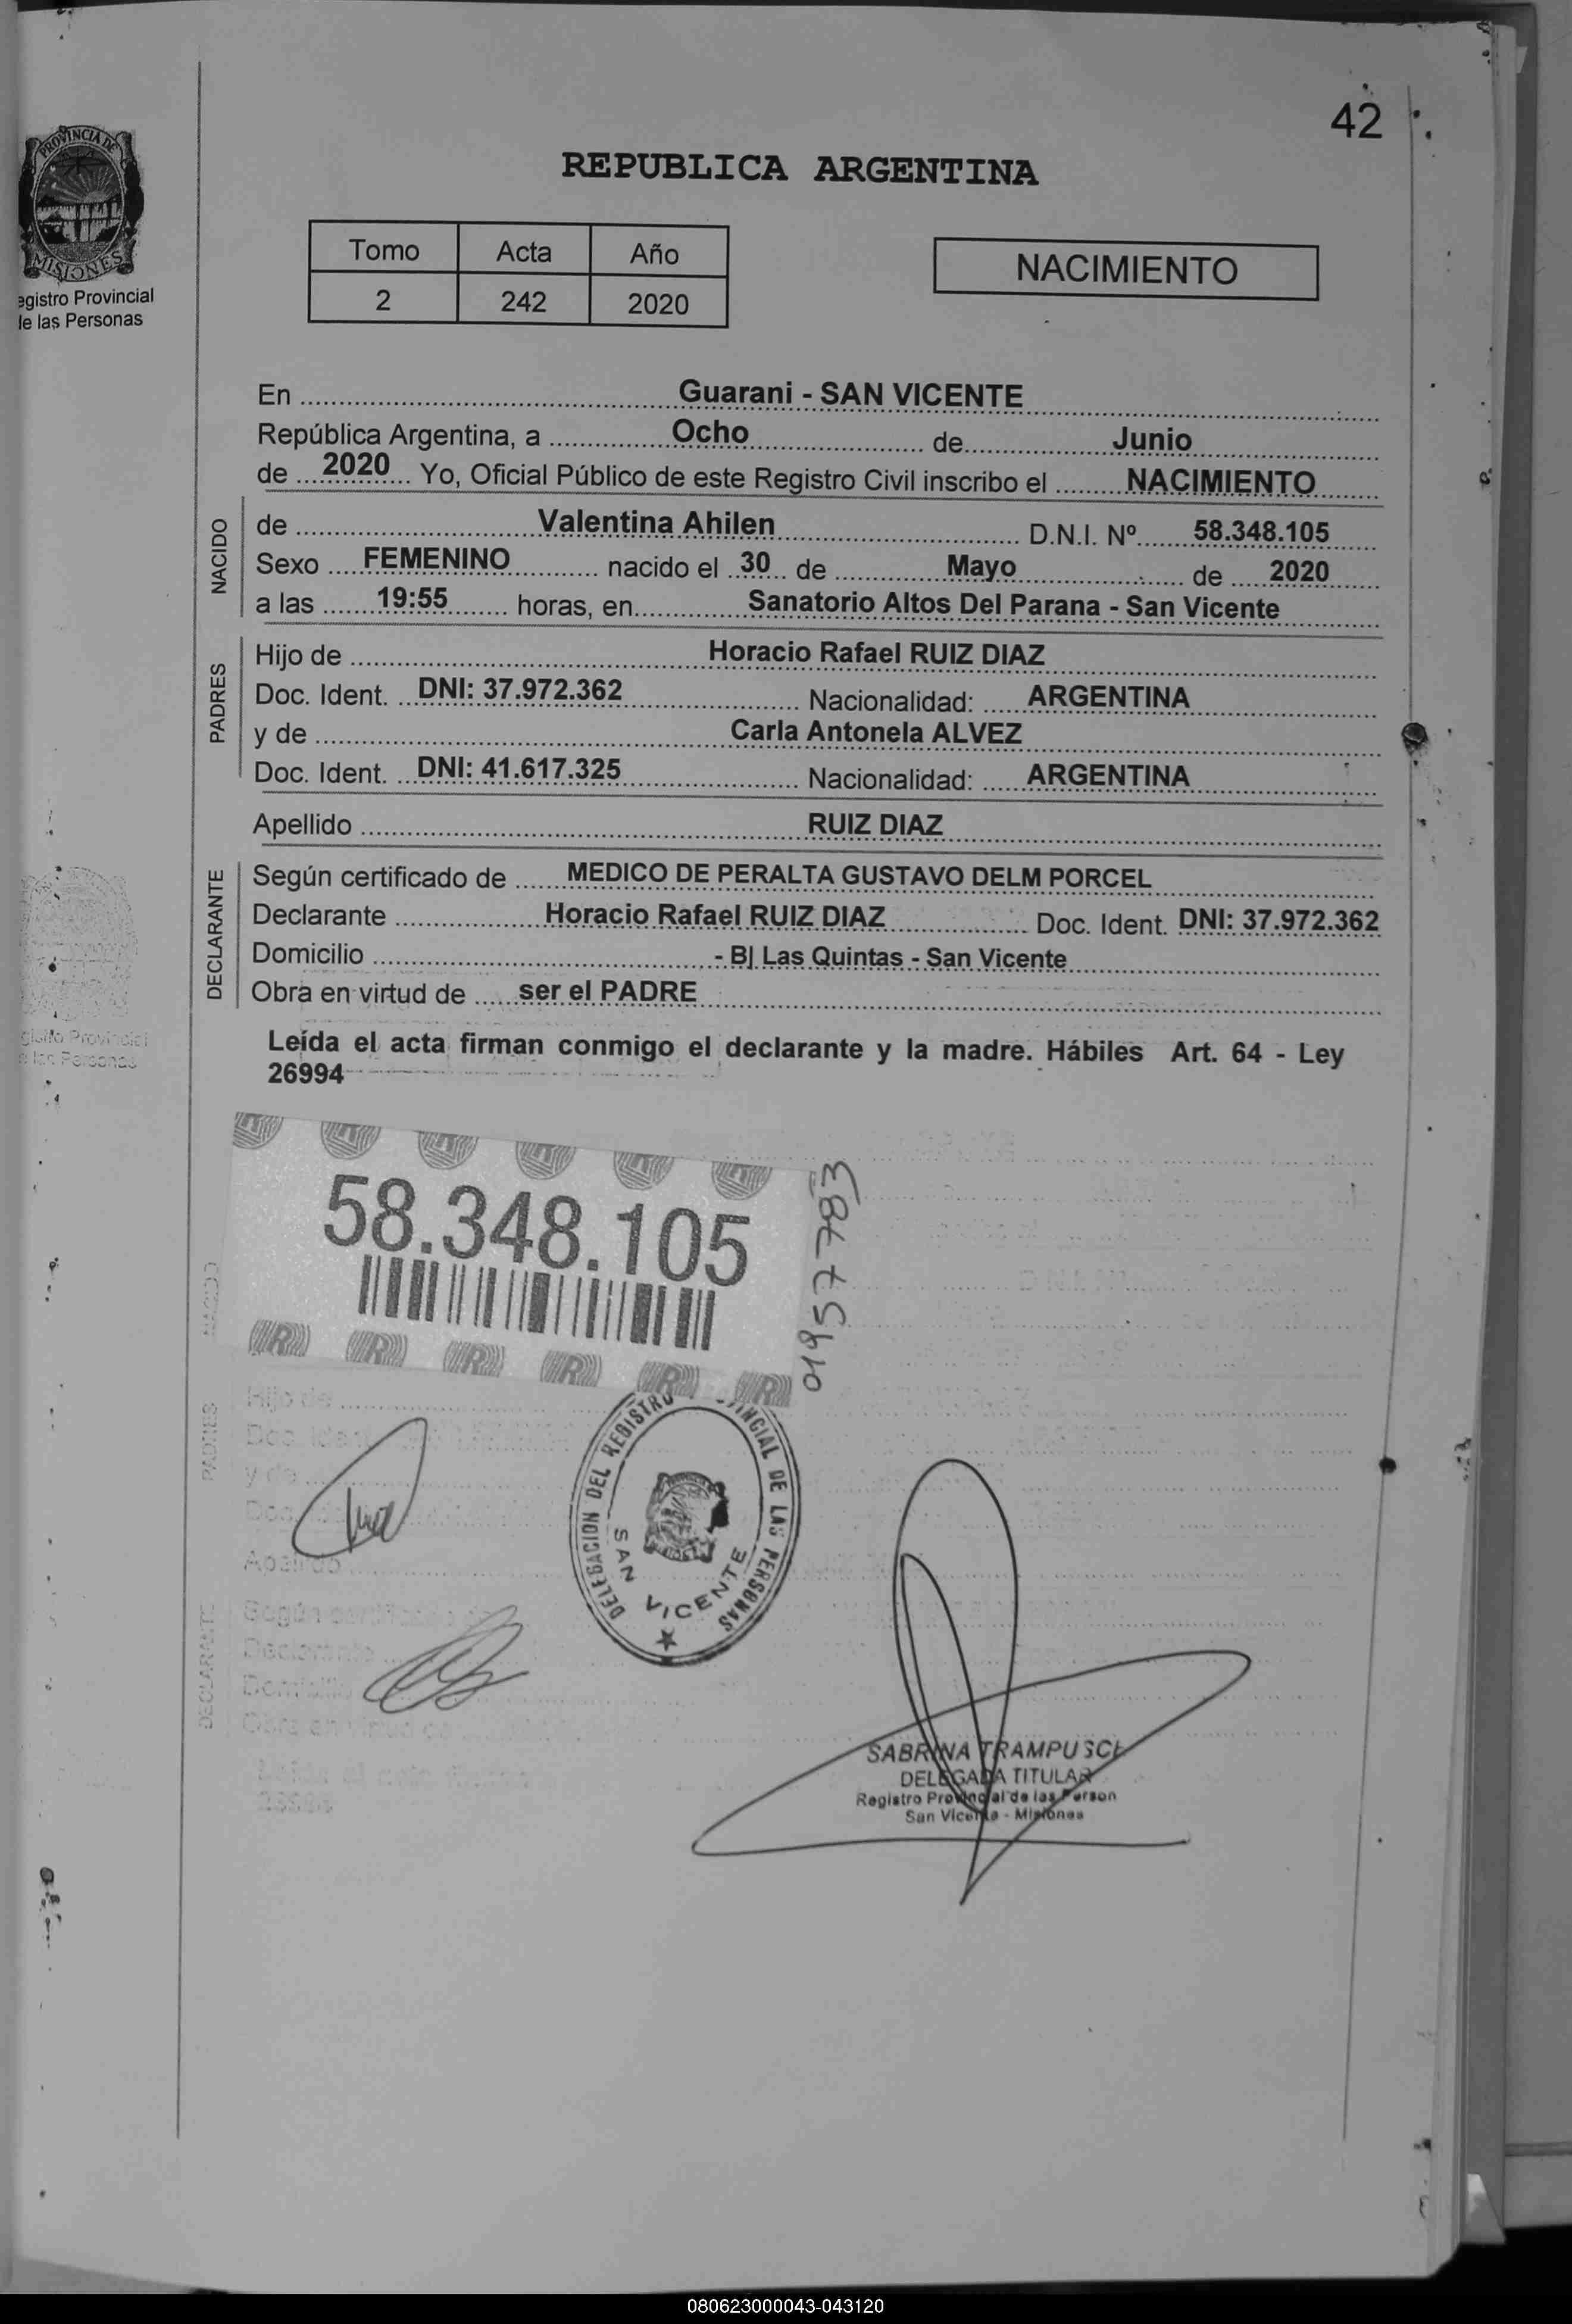 42
PROVINCIA DE
MISIONES
egistro Provincial
de las Personas
REPUBLICA ARGENTINA
Tomo Acta Año
2 242 2020
NACIMIENTO
En Guarani - SAN VICENTE
República Argentina, a Ocho de Junio
de 2020 Yo, Oficial Público de este Registro Civil inscribo el NACIMIENTO
NACIDO
de Valentina Ahilen D.N.I. Nº 58.348.105
Sexo FEMENINO nacido el 30 de Mayo de 2020
a las 19:55 horas, en Sanatorio Altos Del Parana - San Vicente
PADRES
Hijo de Horacio Rafael RUIZ DIAZ
Doc. Ident. DNI: 37.972.362 Nacionalidad: ARGENTINA
y de Carla Antonela ALVEZ
Doc. Ident. DNI: 41.617.325 Nacionalidad: ARGENTINA
Apellido RUIZ DIAZ
DECLARANTE
Según certificado de MEDICO DE PERALTA GUSTAVO DELM PORCEL
Declarante Horacio Rafael RUIZ DIAZ Doc. Ident. DNI: 37.972.362
Domicilio - B| Las Quintas - San Vicente
Obra en virtud de ser el PADRE
Leída el acta firman conmigo el declarante y la madre. Hábiles Art. 64 - Ley
26994
58.348.105
DELEGACION DEL REGISTRO PROVINCIAL DE LAS PERSONAS
SAN VICENTE
SABRINA TRAMPUSCH
DELEGADA TITULAR
Registro Provincial de las Person
San Vicente - Misiones
080623000043-043120